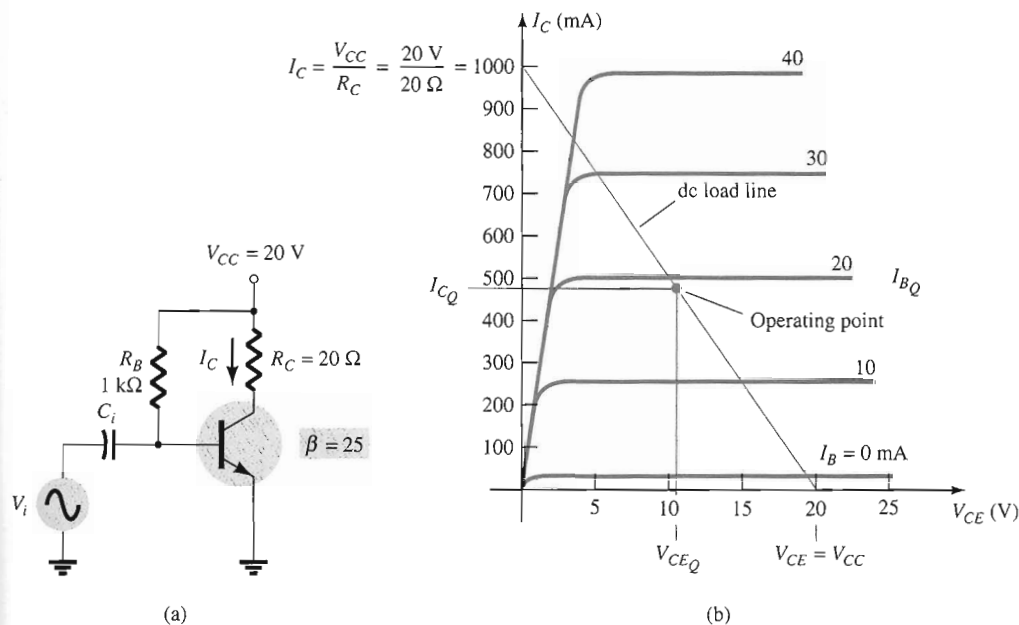 I_C = V_CC / R_C = 20 V / 20 Ω = 1000
I_C (mA)
900
800
700
600
500
400
300
200
100
I_CQ
40
30
dc load line
20
I_BQ
Operating point
10
I_B = 0 mA
5
10
15
20
25
V_CE (V)
V_CEQ
V_CE = V_CC
V_CC = 20 V
R_B
1 kΩ
I_C
R_C = 20 Ω
C_i
β = 25
V_i
(a)
(b)